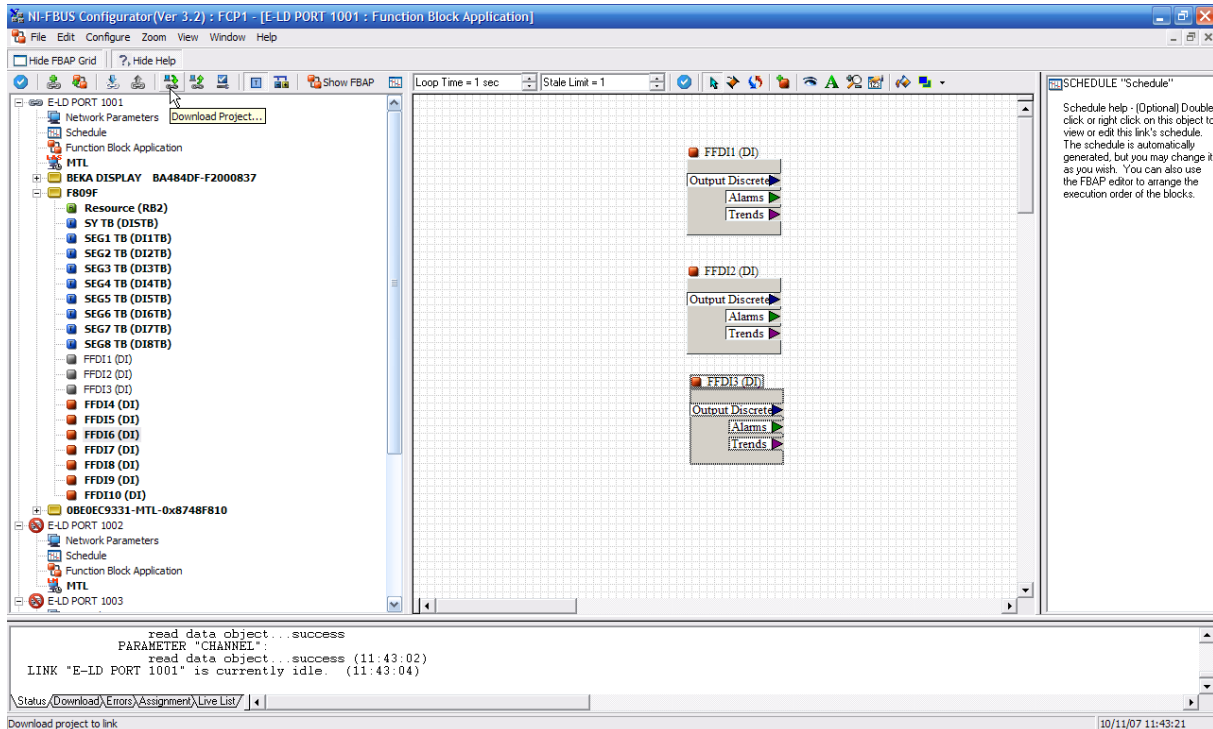 NI-FBUS Configurator(Ver 3.2) : FCP1 - [E-LD PORT 1001 : Function Block Application]
File Edit Configure Zoom View Window Help
Hide FBAP Grid ?, Hide Help
Show FBAP Loop Time = 1 sec Stale Limit = 1
E-LD PORT 1001
Network Parameters
Download Project...
Schedule
Function Block Application
MTL
BEKA DISPLAY BA484DF-F2000837
F809F
Resource (RB2)
SY TB (DISTB)
SEG1 TB (DI1TB)
SEG2 TB (DI2TB)
SEG3 TB (DI3TB)
SEG4 TB (DI4TB)
SEG5 TB (DI5TB)
SEG6 TB (DI6TB)
SEG7 TB (DI7TB)
SEG8 TB (DI8TB)
FFDI1 (DI)
FFDI2 (DI)
FFDI3 (DI)
FFDI4 (DI)
FFDI5 (DI)
FFDI6 (DI)
FFDI7 (DI)
FFDI8 (DI)
FFDI9 (DI)
FFDI10 (DI)
0BE0EC9331-MTL-0x8748F810
E-LD PORT 1002
Network Parameters
Schedule
Function Block Application
MTL
E-LD PORT 1003
FFDI1 (DI)
Output Discrete
Alarms
Trends
FFDI2 (DI)
Output Discrete
Alarms
Trends
FFDI3 (DI)
Output Discrete
Alarms
Trends
SCHEDULE "Schedule"
Schedule help - (Optional) Double
click or right click on this object to
view or edit this link's schedule.
The schedule is automatically
generated, but you may change it
as you wish. You can also use
the FBAP editor to arrange the
execution order of the blocks.
read data object...success
PARAMETER "CHANNEL":
read data object...success (11:43:02)
LINK "E-LD PORT 1001" is currently idle. (11:43:04)
Status Download Errors Assignment Live List
Download project to link
10/11/07 11:43:21